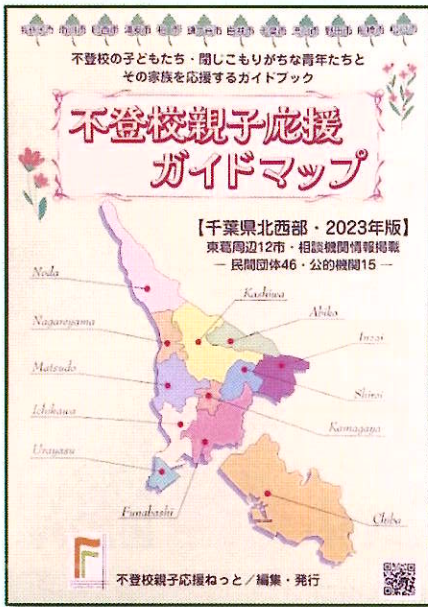 不登校の子どもたち・閉じこもりがちな青年たちと
その家族を応援するガイドブック
不登校親子応援
ガイドマップ
【千葉県北西部・2023年版】
東葛周辺12市・相談機関情報掲載
― 民間団体46・公的機関15 ―
Noda
Kashiwa
Nagareyama
Abiko
Inzai
Matsudo
Shiroi
Ichikawa
Kamagaya
Urayasu
Funabashi
Chiba
F
不登校親子応援ねっと/編集・発行